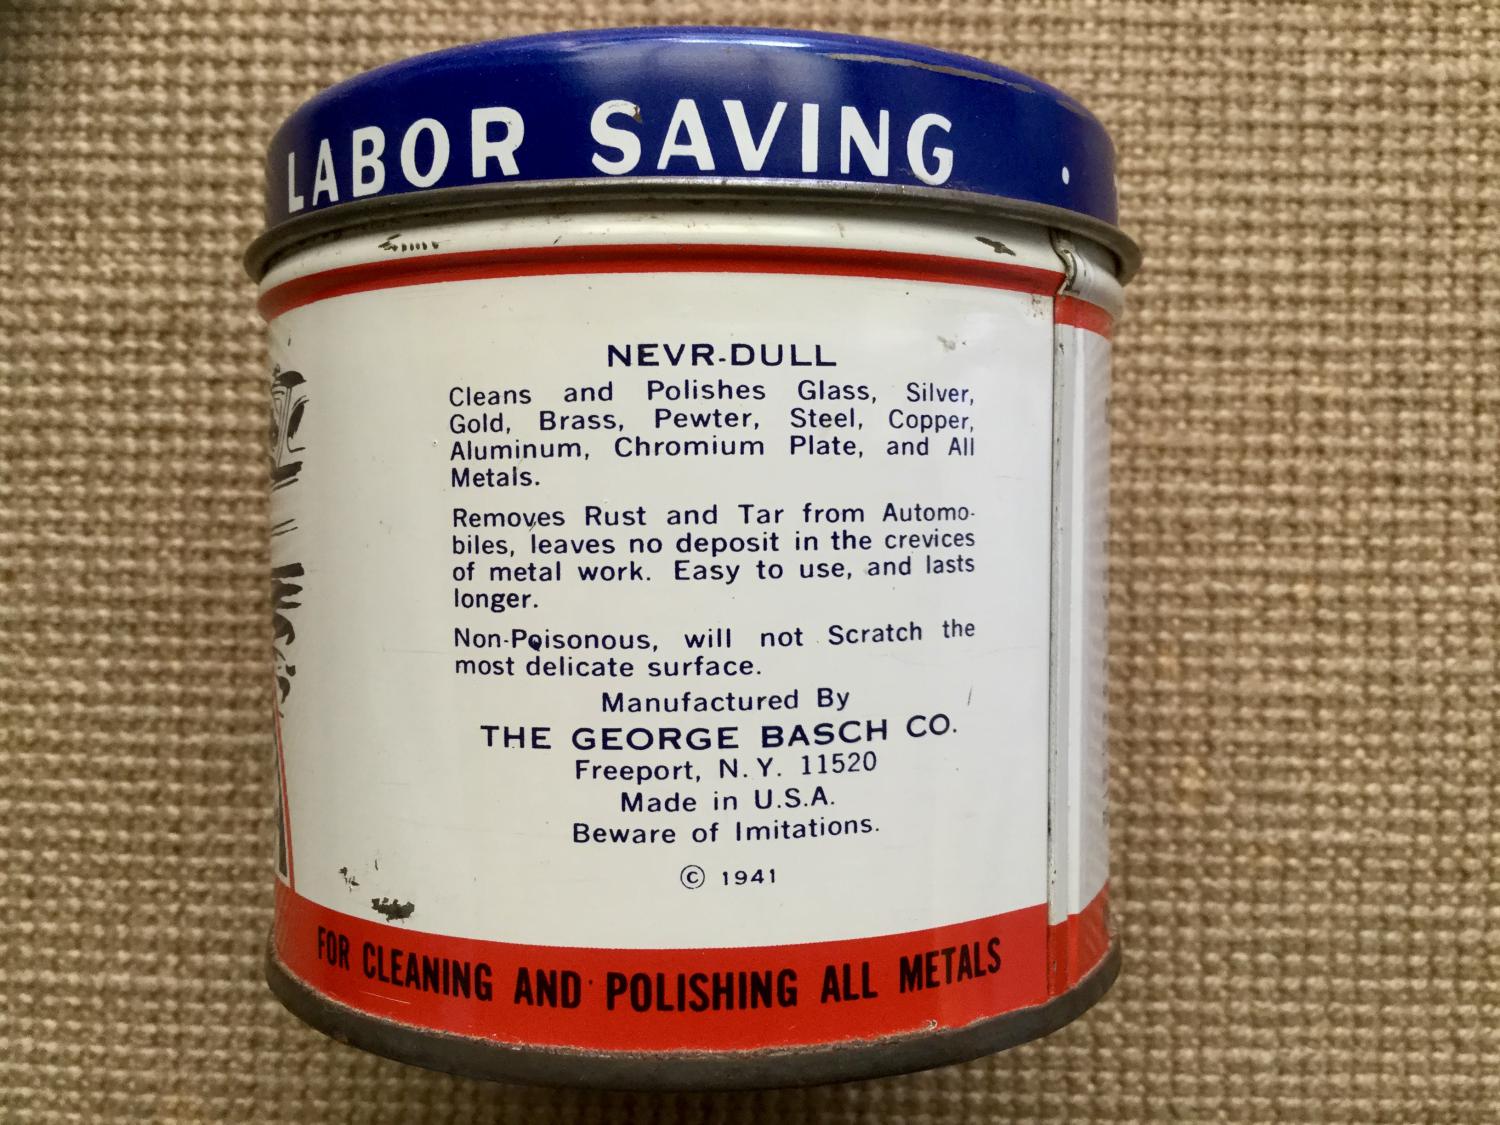 LABOR SAVING .
NEVR-DULL
Cleans and Polishes Glass, Silver,
Gold, Brass, Pewter, Steel, Copper,
Aluminum, Chromium Plate, and All
Metals.
Removes Rust and Tar from Automo-
biles, leaves no deposit in the crevices
of metal work. Easy to use, and lasts
longer.
Non-Poisonous, will not Scratch the
most delicate surface.
Manufactured By
THE GEORGE BASCH CO.
Freeport, N.Y. 11520
Made in U.S.A.
Beware of Imitations.
© 1941
FOR CLEANING AND POLISHING ALL METALS